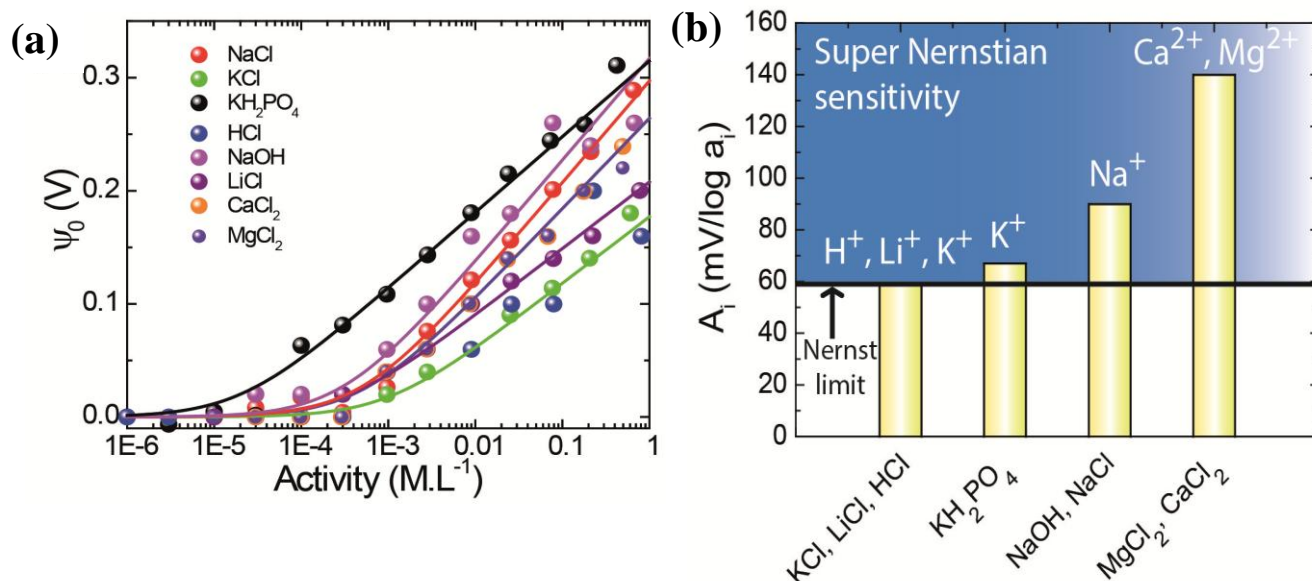 (a)
NaCl
KCl
KH₂PO₄
HCl
NaOH
LiCl
CaCl₂
MgCl₂
Ψ₀ (V)
0.3
0.2
0.1
0.0
1E-6 1E-5 1E-4 1E-3 0.01 0.1 1
Activity (M.L⁻¹)
(b)
Super Nernstian
sensitivity
Ca²⁺, Mg²⁺
Na⁺
H⁺, Li⁺, K⁺
K⁺
Nernst
limit
Aᵢ (mV/log aᵢ)
160
140
120
100
80
60
40
20
0
KCl, LiCl, HCl
KH₂PO₄
NaOH, NaCl
MgCl₂, CaCl₂